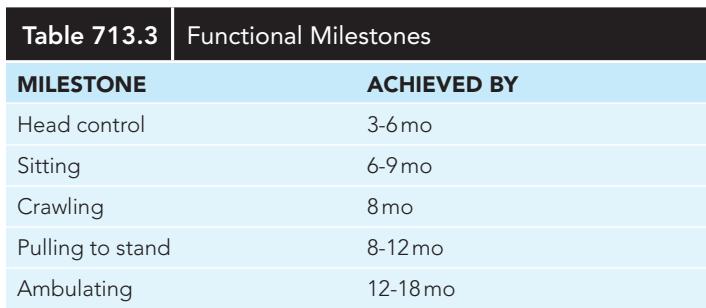 Table 713.3 Functional Milestones
MILESTONE ACHIEVED BY
Head control 3-6 mo
Sitting 6-9 mo
Crawling 8 mo
Pulling to stand 8-12 mo
Ambulating 12-18 mo